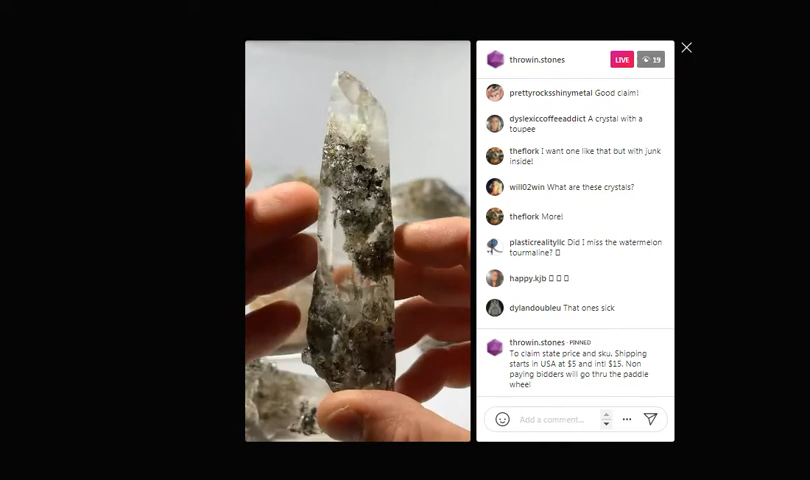 throwin.stones
LIVE
19
prettyrocksshinymetal Good claim!
dyslexiccoffeeaddict A crystal with a
toupee
theflork I want one like that but with junk
inside!
will02win What are these crystals?
theflork More!
plasticrealityllc Did I miss the watermelon
tourmaline?
happy.kjb
dylandoubleu That ones sick
throwin.stones · PINNED
To claim state price and sku. Shipping
starts in USA at $5 and intl $15. Non
paying bidders will go thru the paddle
wheel
Add a comment...